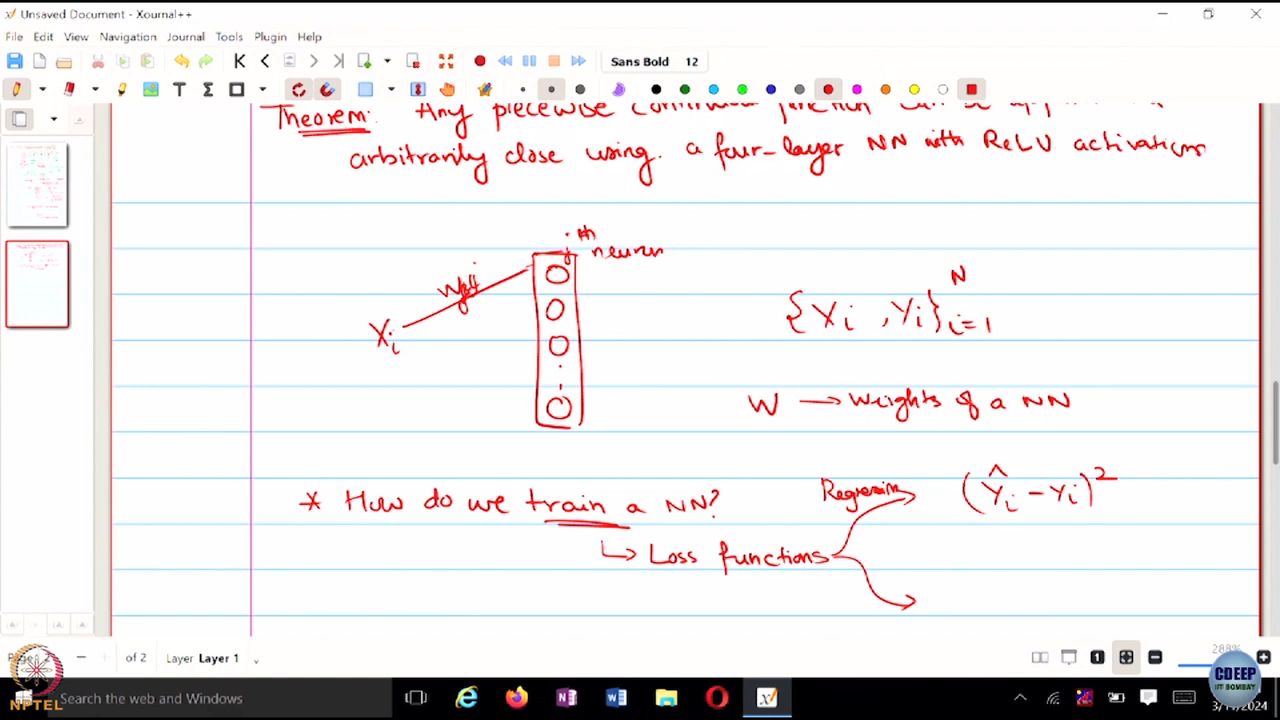 Unsaved Document - Xournal++
File Edit View Navigation Journal Tools Plugin Help
Sans Bold 12
Theorem: Any piecewise continuous function can be
arbitrarily close using. a four-layer NN with ReLU activations
jth
neuron
Xi
{Xi , Yi}i=1 N
W → Weights of a NN
* How do we train a NN?
Regression (Ŷi - Yi)²
↳ Loss functions
of 2 Layer Layer 1
288%
NPTEL
Search the web and Windows
CDEEP
IIT BOMBAY